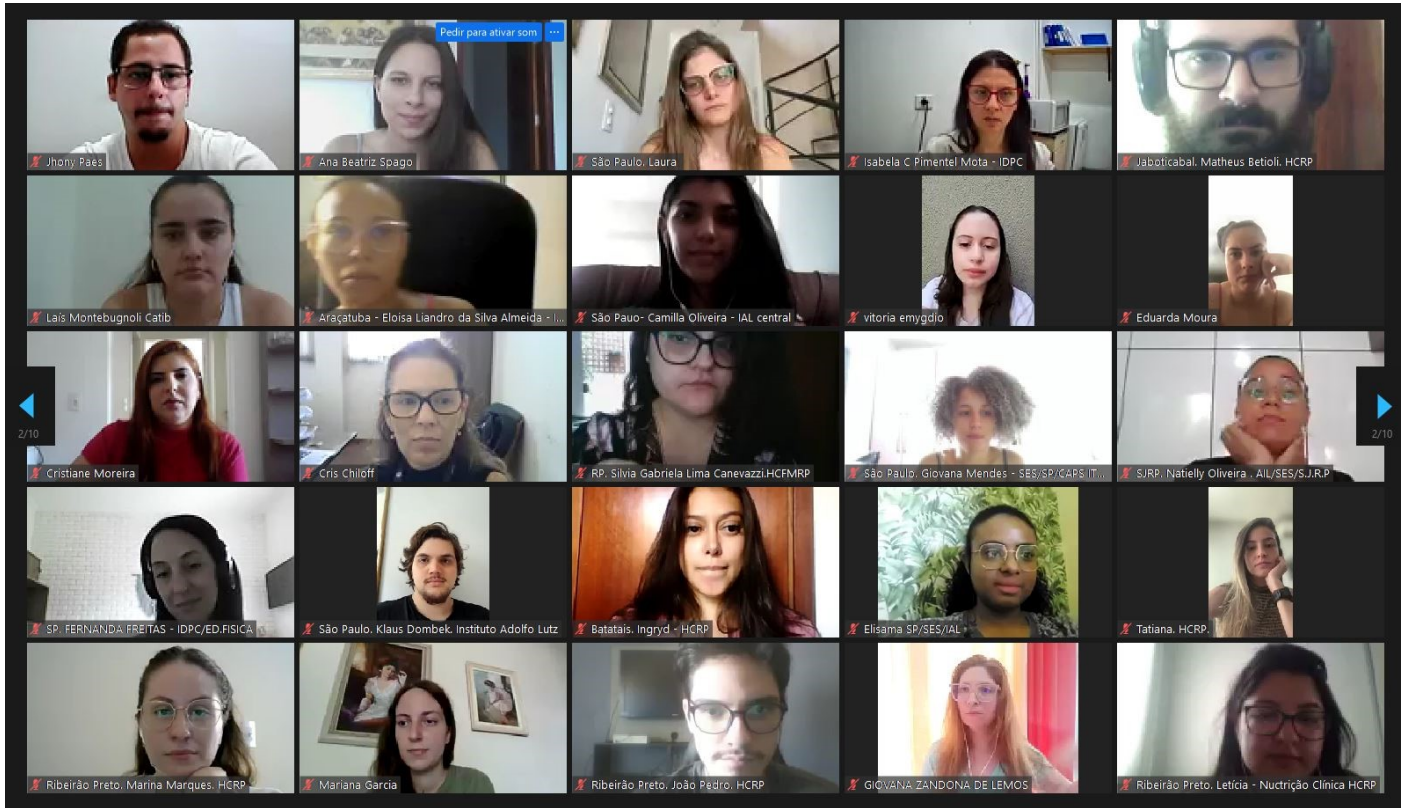 Pedir para ativar som
...
Jhony Paes
Ana Beatriz Spago
São Paulo. Laura
Isabela C Pimentel Mota - IDPC
Jaboticabal. Matheus Betioli. HCRP
Laís Montebugnoli Catib
Araçatuba - Eloisa Liandro da Silva Almeida - I...
São Pauo- Camilla Oliveira - IAL central
vitoria emygdio
Eduarda Moura
2/10
2/10
Cristiane Moreira
Cris Chiloff
RP. Silvia Gabriela Lima Canevazzi.HCFMRP
São Paulo. Giovana Mendes - SES/SP/CAPS IT...
SJRP. Natielly Oliveira . AIL/SES/S.J.R.P
SP. FERNANDA FREITAS - IDPC/ED.FISICA
São Paulo. Klaus Dombek. Instituto Adolfo Lutz
Batatais. Ingryd - HCRP
Elisama SP/SES/IAL
Tatiana. HCRP.
Ribeirão Preto. Marina Marques. HCRP
Mariana Garcia
Ribeirão Preto. João Pedro. HCRP
GIOVANA ZANDONA DE LEMOS
Ribeirão Preto. Letícia - Nuctrição Clínica HCRP